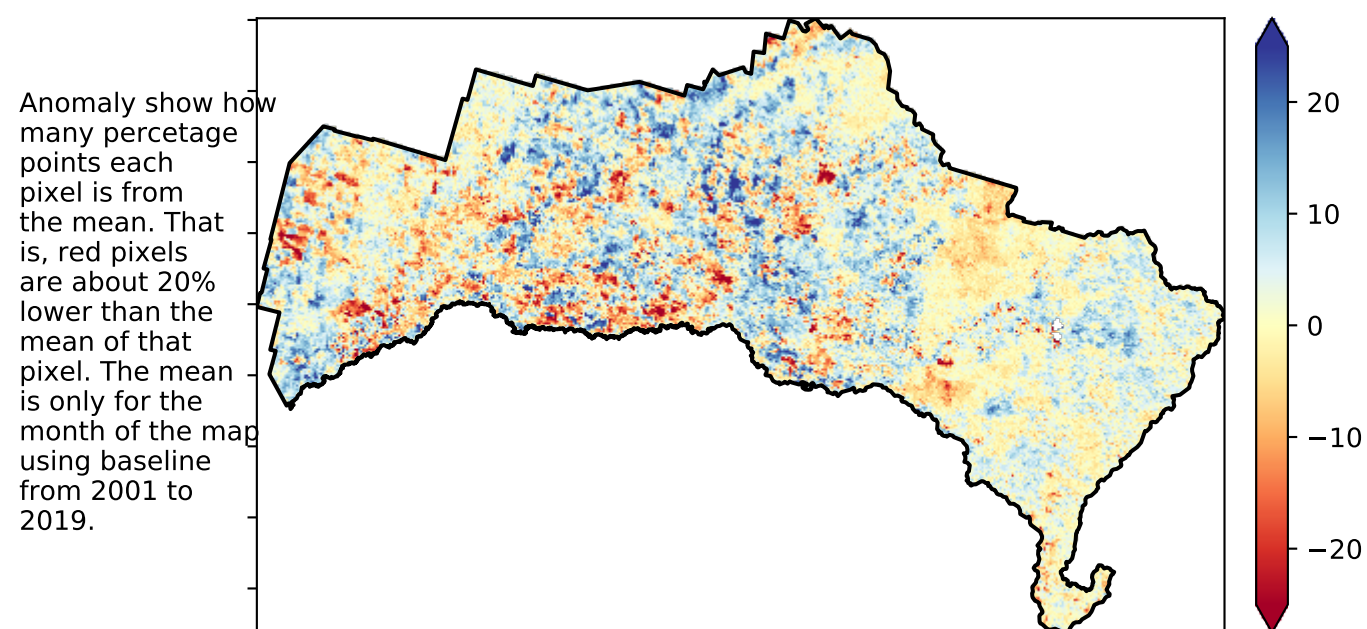 Anomaly show how
many percetage
points each
pixel is from
the mean. That
is, red pixels
are about 20%
lower than the
mean of that
pixel. The mean
is only for the
month of the map
using baseline
from 2001 to
2019.
20
10
0
−10
−20